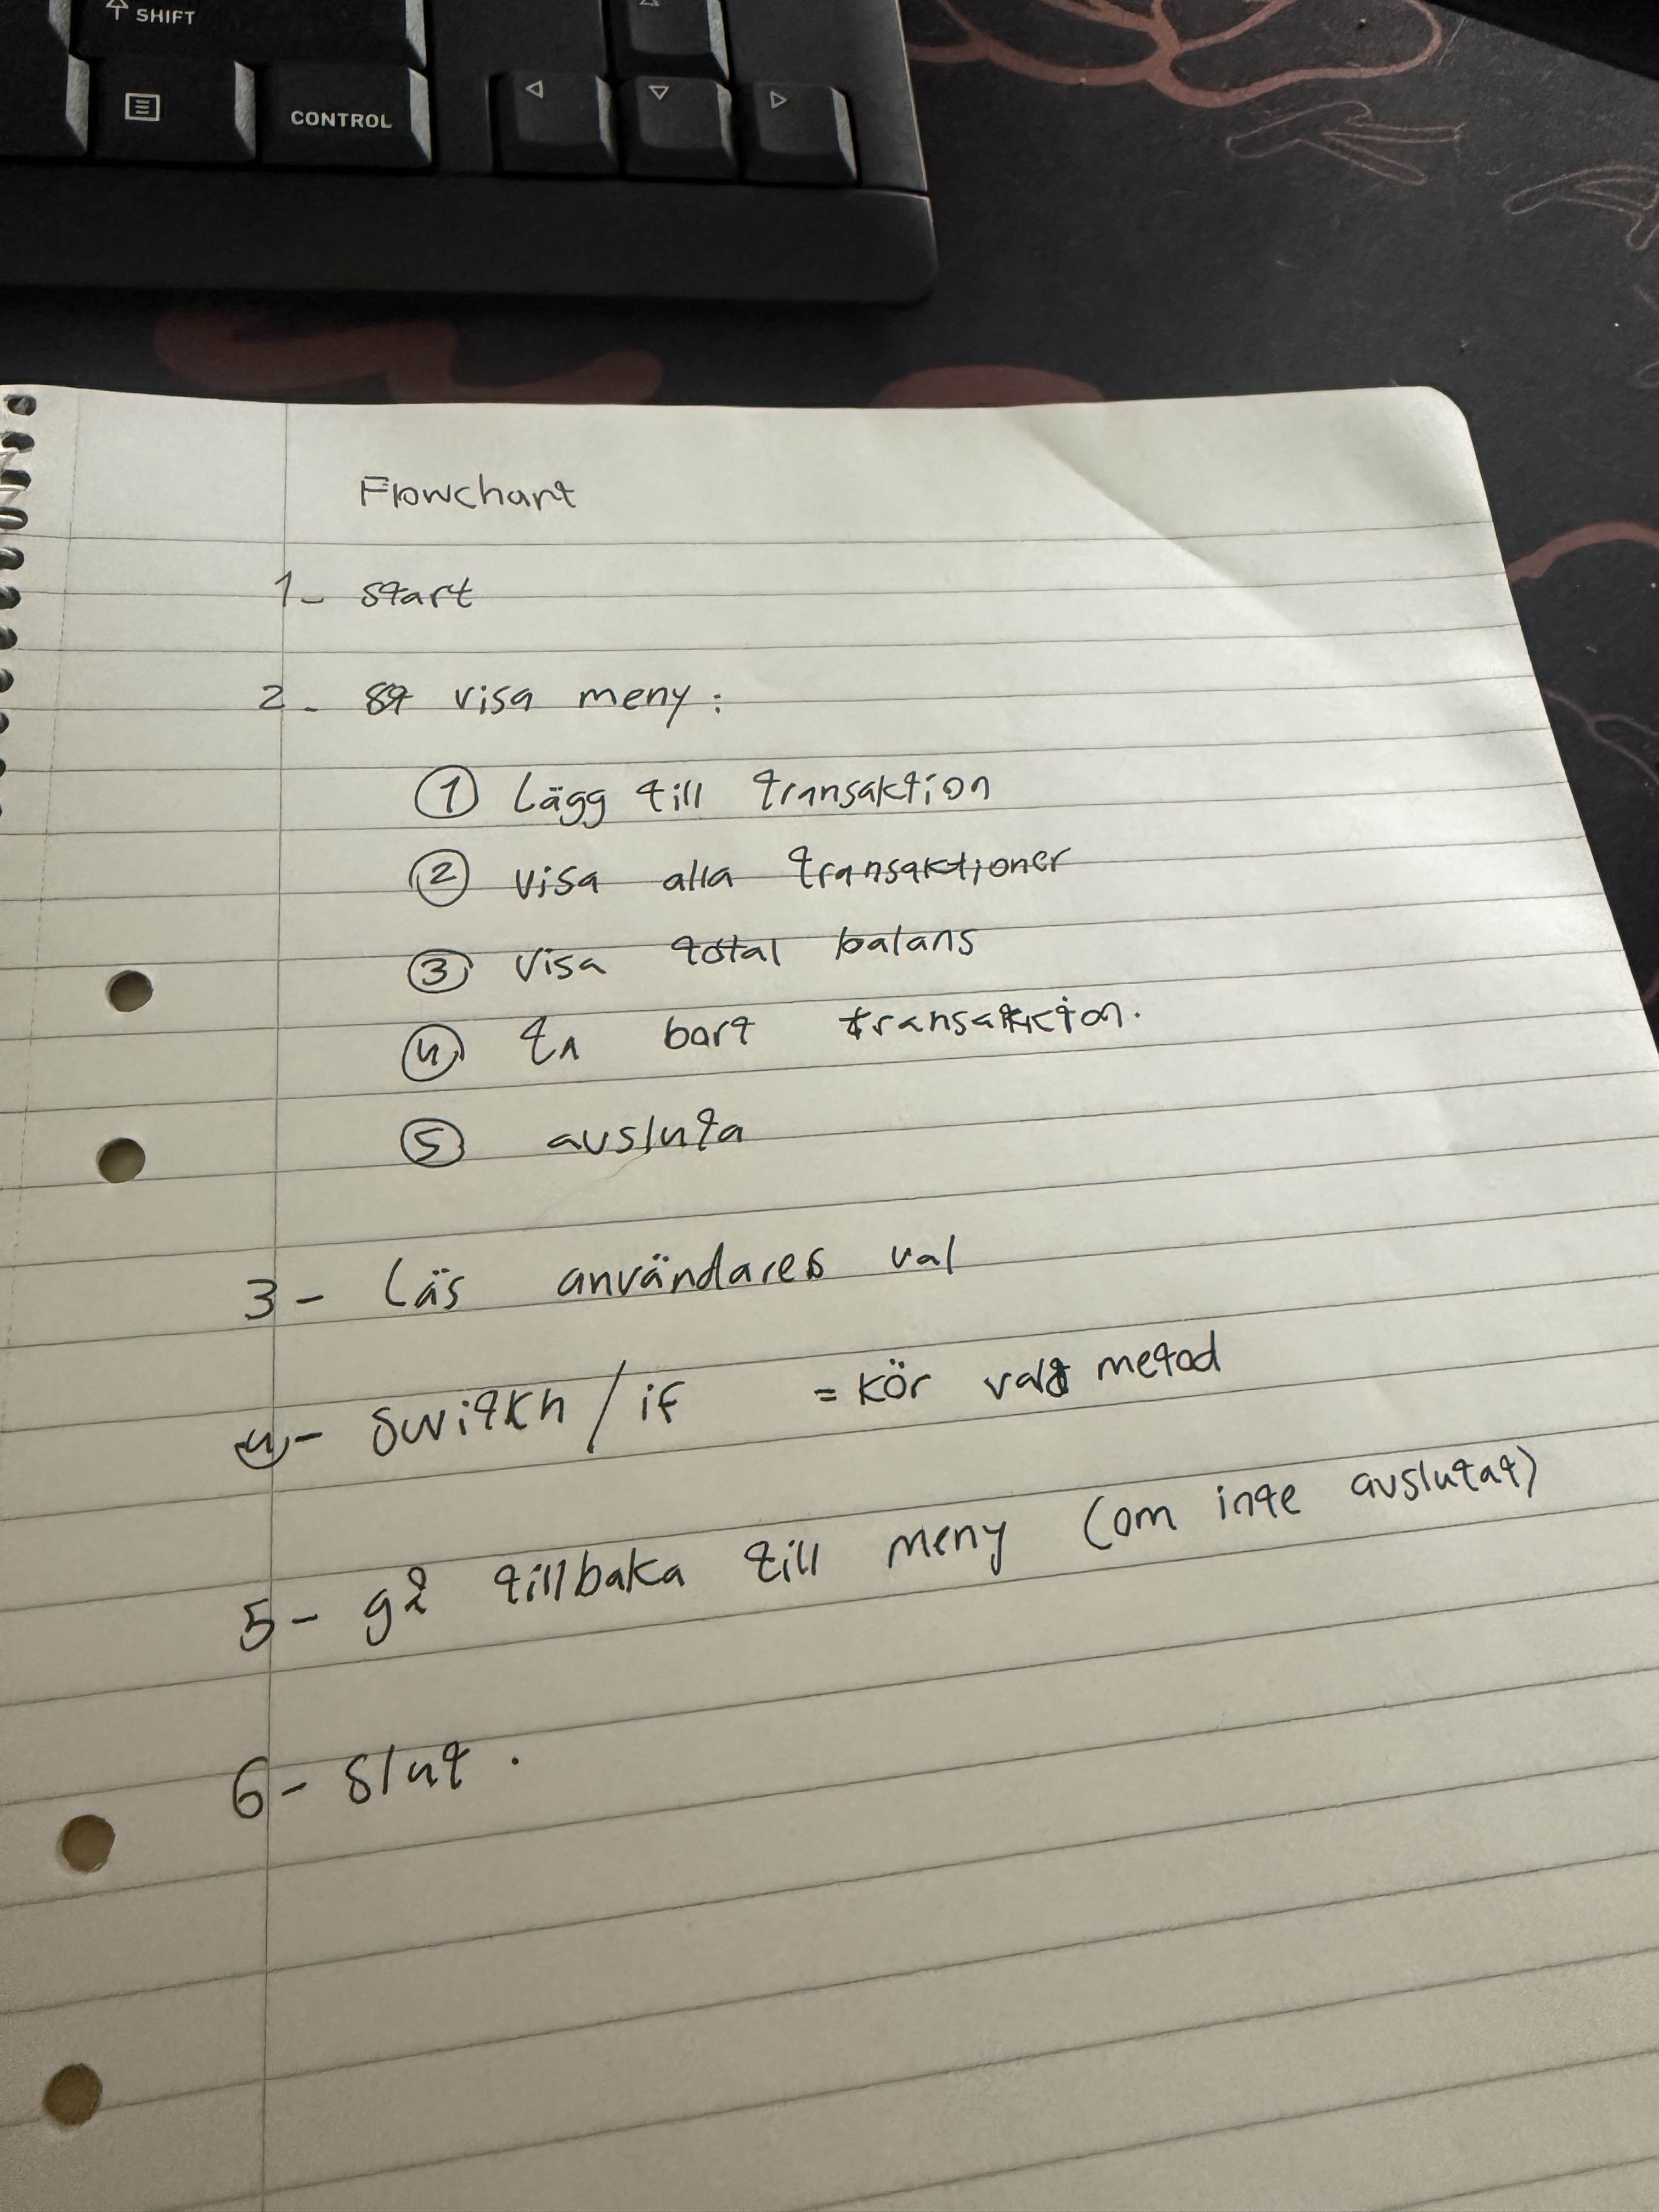 SHIFT
CONTROL
Flowchart
1- start
2- visa meny:
① Lägg till transaktion
② visa alla transaktioner
③ Visa total balans
④ ta bort transaktion.
⑤ avsluta
3- Läs användares val
④- switkh / if = kör vald metod
5- gå tillbaka till meny (om inte avslutat)
6- slut.